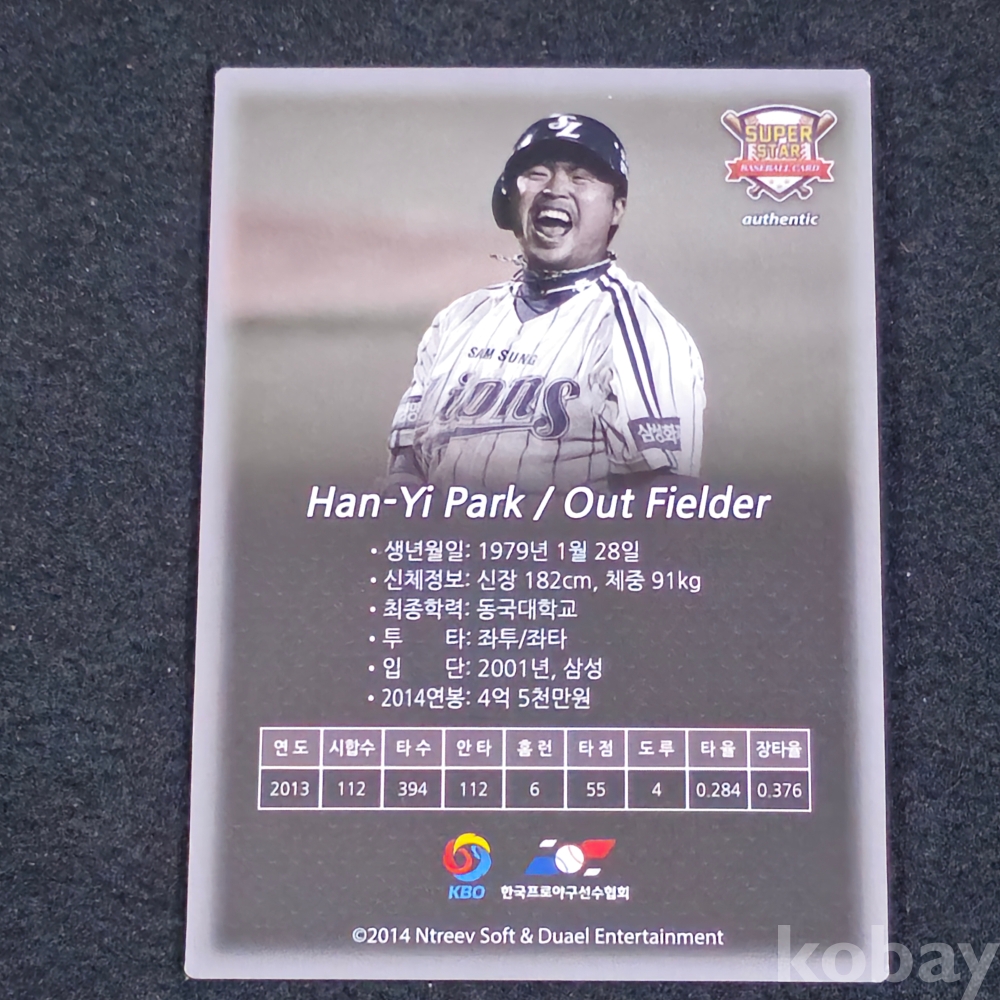 SL
SUPER
STAR
BASEBALL CARD
authentic
SAMSUNG
lions
삼성화
Han-Yi Park / Out Fielder
• 생년월일: 1979년 1월 28일
• 신체정보: 신장 182cm, 체중 91kg
• 최종학력: 동국대학교
• 투 타: 좌투/좌타
• 입 단: 2001년, 삼성
• 2014연봉: 4억 5천만원
연도 시합수 타수 안타 홈런 타점 도루 타율 장타율
2013 112 394 112 6 55 4 0.284 0.376
KBO 한국프로야구선수협회
©2014 Ntreev Soft & Duael Entertainment
kobay